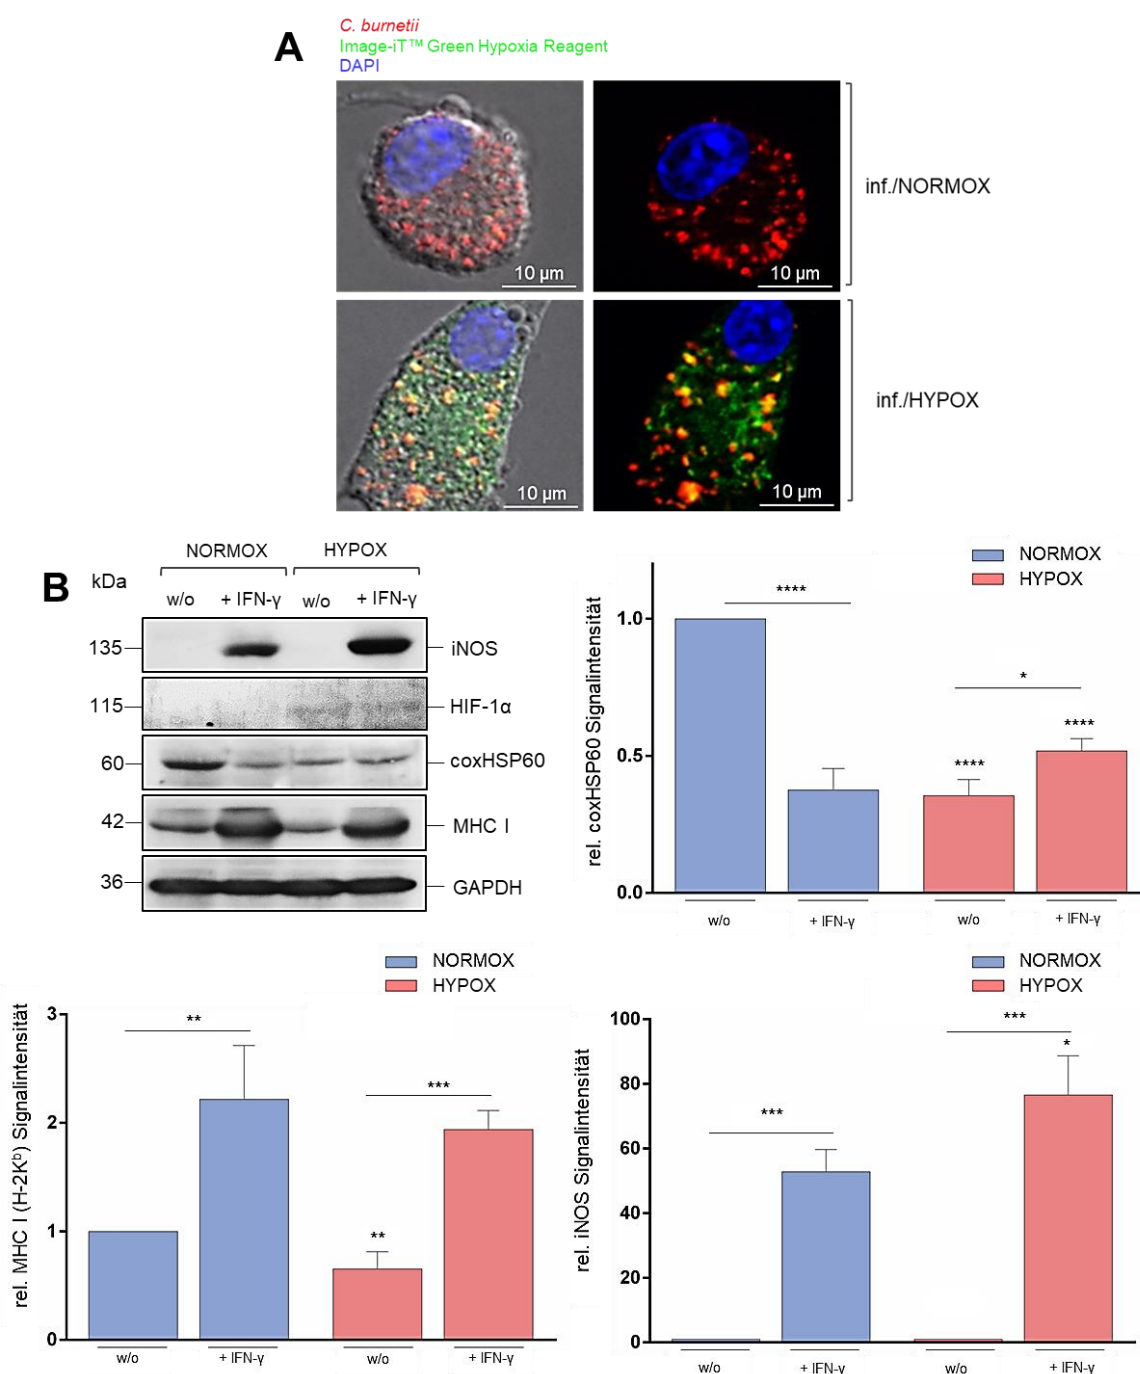 C. burnetii
A
Image-iT™ Green Hypoxia Reagent
DAPI
10 µm
10 µm
inf./NORMOX
10 µm
10 µm
inf./HYPOX
B
kDa
NORMOX
HYPOX
w/o
+ IFN-γ
w/o
+ IFN-γ
135
iNOS
115
HIF-1α
60
coxHSP60
42
MHC I
36
GAPDH
NORMOX
HYPOX
rel. coxHSP60 Signalintensität
1.0
0.5
0.0
****
*
****
****
w/o
+ IFN-γ
w/o
+ IFN-γ
NORMOX
HYPOX
rel. MHC I (H-2Kᵇ) Signalintensität
3
2
1
0
**
***
**
w/o
+ IFN-γ
w/o
+ IFN-γ
NORMOX
HYPOX
rel. iNOS Signalintensität
100
80
60
40
20
0
***
***
*
w/o
+ IFN-γ
w/o
+ IFN-γ